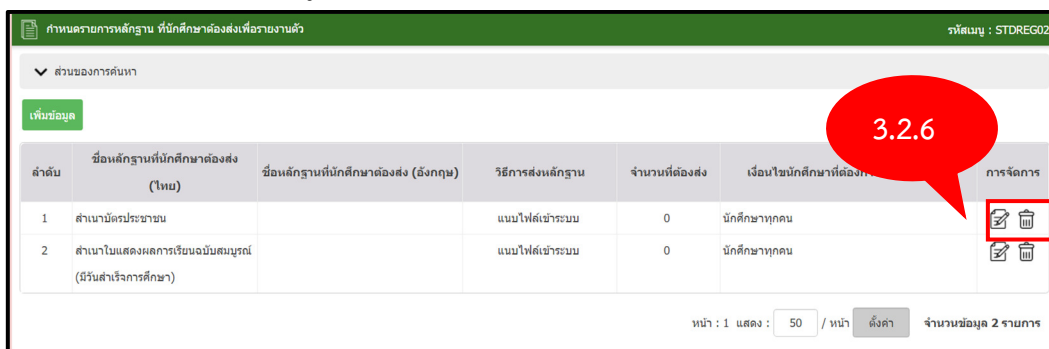 กำหนดรายการหลักฐาน ที่นักศึกษาต้องส่งเพื่อรายงานตัว รหัสเมนู : STDREG02
ส่วนของการค้นหา
เพิ่มข้อมูล
3.2.6
ลำดับ ชื่อหลักฐานที่นักศึกษาต้องส่ง (ไทย) ชื่อหลักฐานที่นักศึกษาต้องส่ง (อังกฤษ) วิธีการส่งหลักฐาน จำนวนที่ต้องส่ง เงื่อนไขนักศึกษาที่ต้อง การจัดการ
1 สำเนาบัตรประชาชน แนบไฟล์เข้าระบบ 0 นักศึกษาทุกคน
2 สำเนาใบแสดงผลการเรียนฉบับสมบูรณ์ แนบไฟล์เข้าระบบ 0 นักศึกษาทุกคน
(มีวันสำเร็จการศึกษา)
หน้า : 1 แสดง : 50 / หน้า ตั้งค่า จำนวนข้อมูล 2 รายการ